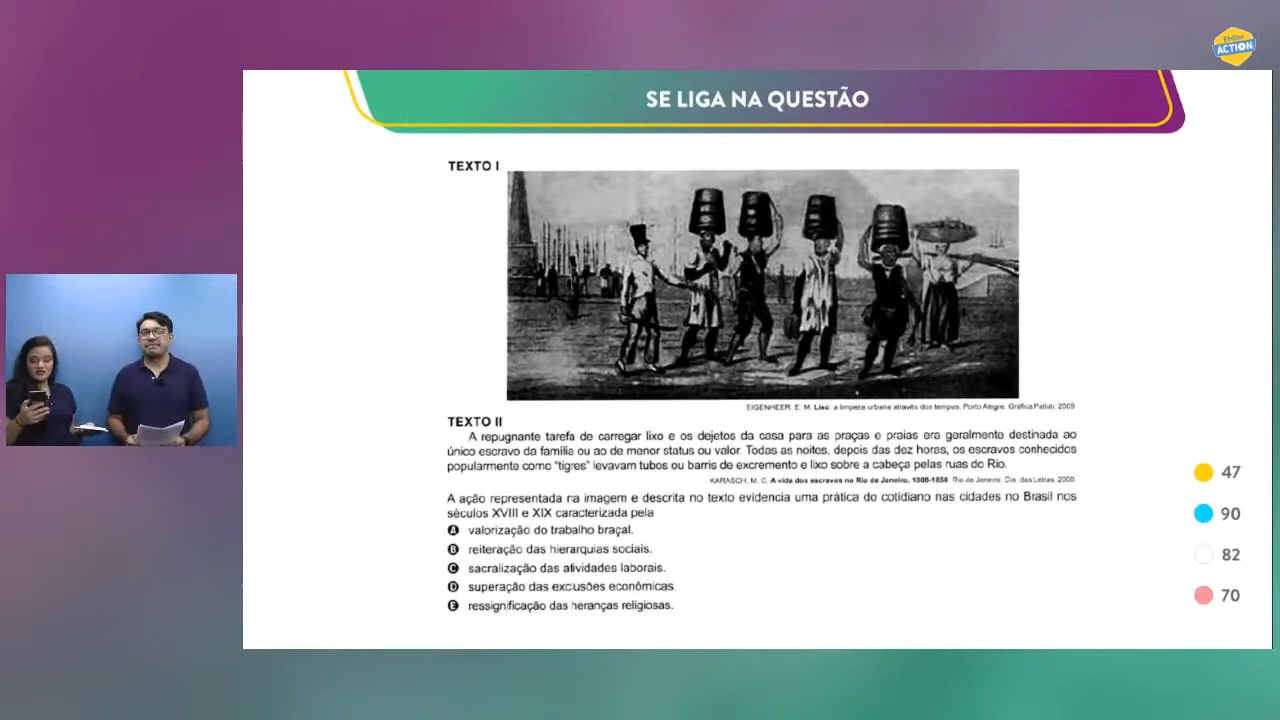 ENEM
ACTION
SE LIGA NA QUESTÃO
TEXTO I
EIGENHEER, E. M. Lixo: a limpeza urbana através dos tempos. Porto Alegre: Gráfica Pallotti, 2009.
TEXTO II
A repugnante tarefa de carregar lixo e os dejetos da casa para as praças e praias era geralmente destinada ao
único escravo da família ou ao de menor status ou valor. Todas as noites, depois das dez horas, os escravos conhecidos
popularmente como "tigres" levavam tubos ou barris de excremento e lixo sobre a cabeça pelas ruas do Rio.
KARASCH, M. C. A vida dos escravos no Rio de Janeiro, 1808-1850. Rio de Janeiro: Cia. das Letras, 2000.
A ação representada na imagem e descrita no texto evidencia uma prática do cotidiano nas cidades no Brasil nos
séculos XVIII e XIX caracterizada pela
A valorização do trabalho braçal.
B reiteração das hierarquias sociais.
C sacralização das atividades laborais.
D superação das exclusões econômicas.
E ressignificação das heranças religiosas.
47
90
82
70